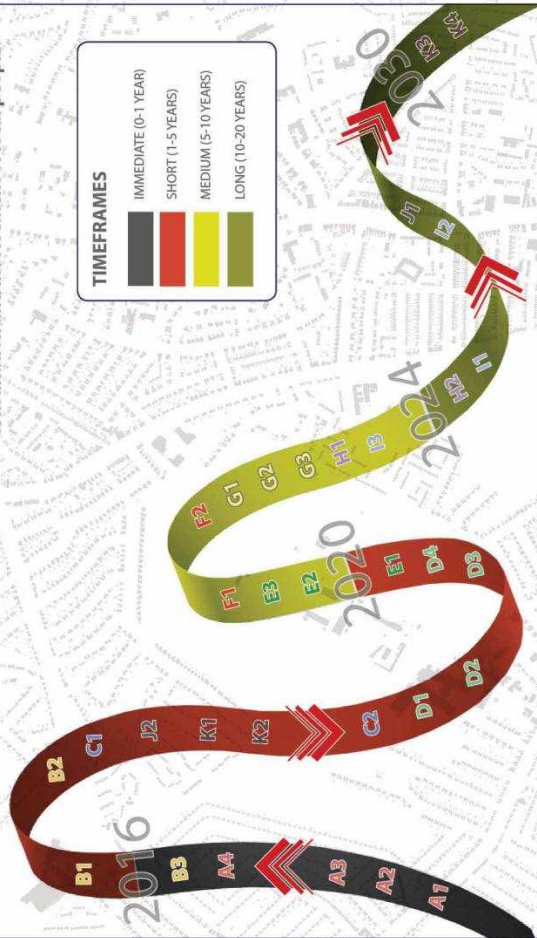 TIMEFRAMES
IMMEDIATE (0-1 YEAR)
SHORT (1-5 YEARS)
MEDIUM (5-10 YEARS)
LONG (10-20 YEARS)
A1
A2
A3
A4
B3
2016
B1
B2
C1
J2
K1
K2
C2
D1
D2
D3
D4
E1
2020
E2
E3
F1
F2
G1
G2
G3
H1
I3
2024
H2
I1
I2
J1
2030
K3
K4